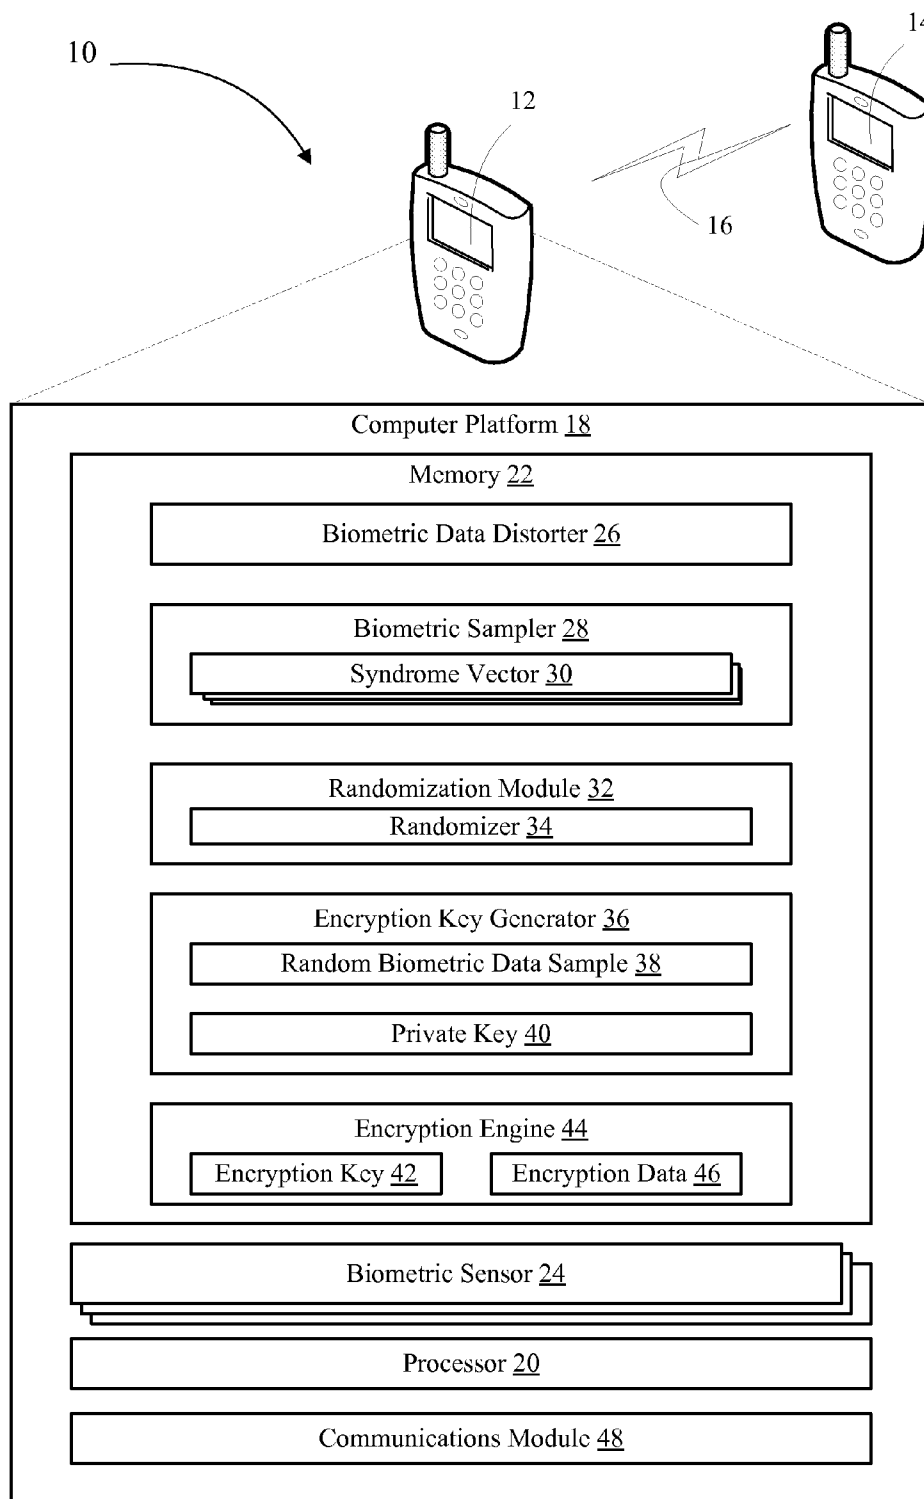 14
10
12
16
Computer Platform 18
Memory 22
Biometric Data Distorter 26
Biometric Sampler 28
Syndrome Vector 30
Randomization Module 32
Randomizer 34
Encryption Key Generator 36
Random Biometric Data Sample 38
Private Key 40
Encryption Engine 44
Encryption Key 42
Encryption Data 46
Biometric Sensor 24
Processor 20
Communications Module 48